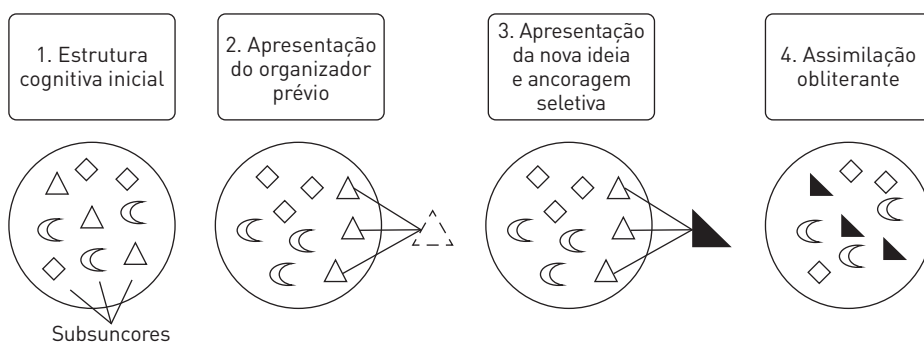 1. Estrutura
cognitiva inicial
2. Apresentação
do organizador
prévio
3. Apresentação
da nova ideia
e ancoragem
seletiva
4. Assimilação
obliterante
Subsuncores